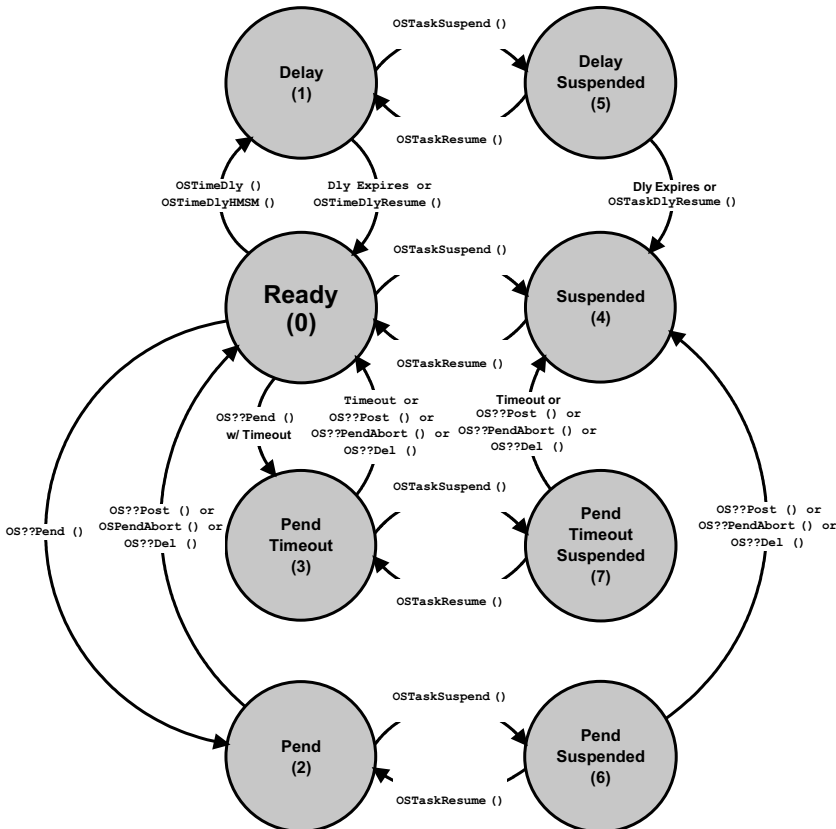 OSTaskSuspend ()
Delay
(1)
Delay
Suspended
(5)
OSTaskResume ()
OSTimeDly ()
OSTimeDlyHMSM ()
Dly Expires or
OSTimeDlyResume ()
Dly Expires or
OSTaskDlyResume ()
OSTaskSuspend ()
Ready
(0)
Suspended
(4)
OSTaskResume ()
OS??Pend ()
w/ Timeout
Timeout or
OS??Post () or
OS??PendAbort () or
OS??Del ()
Timeout or
OS??Post () or
OS??PendAbort () or
OS??Del ()
OSTaskSuspend ()
Pend
Timeout
(3)
Pend
Timeout
Suspended
(7)
OS??Pend ()
OS??Post () or
OSPendAbort () or
OS??Del ()
OS??Post () or
OS??PendAbort () or
OS??Del ()
OSTaskResume ()
OSTaskSuspend ()
Pend
(2)
Pend
Suspended
(6)
OSTaskResume ()